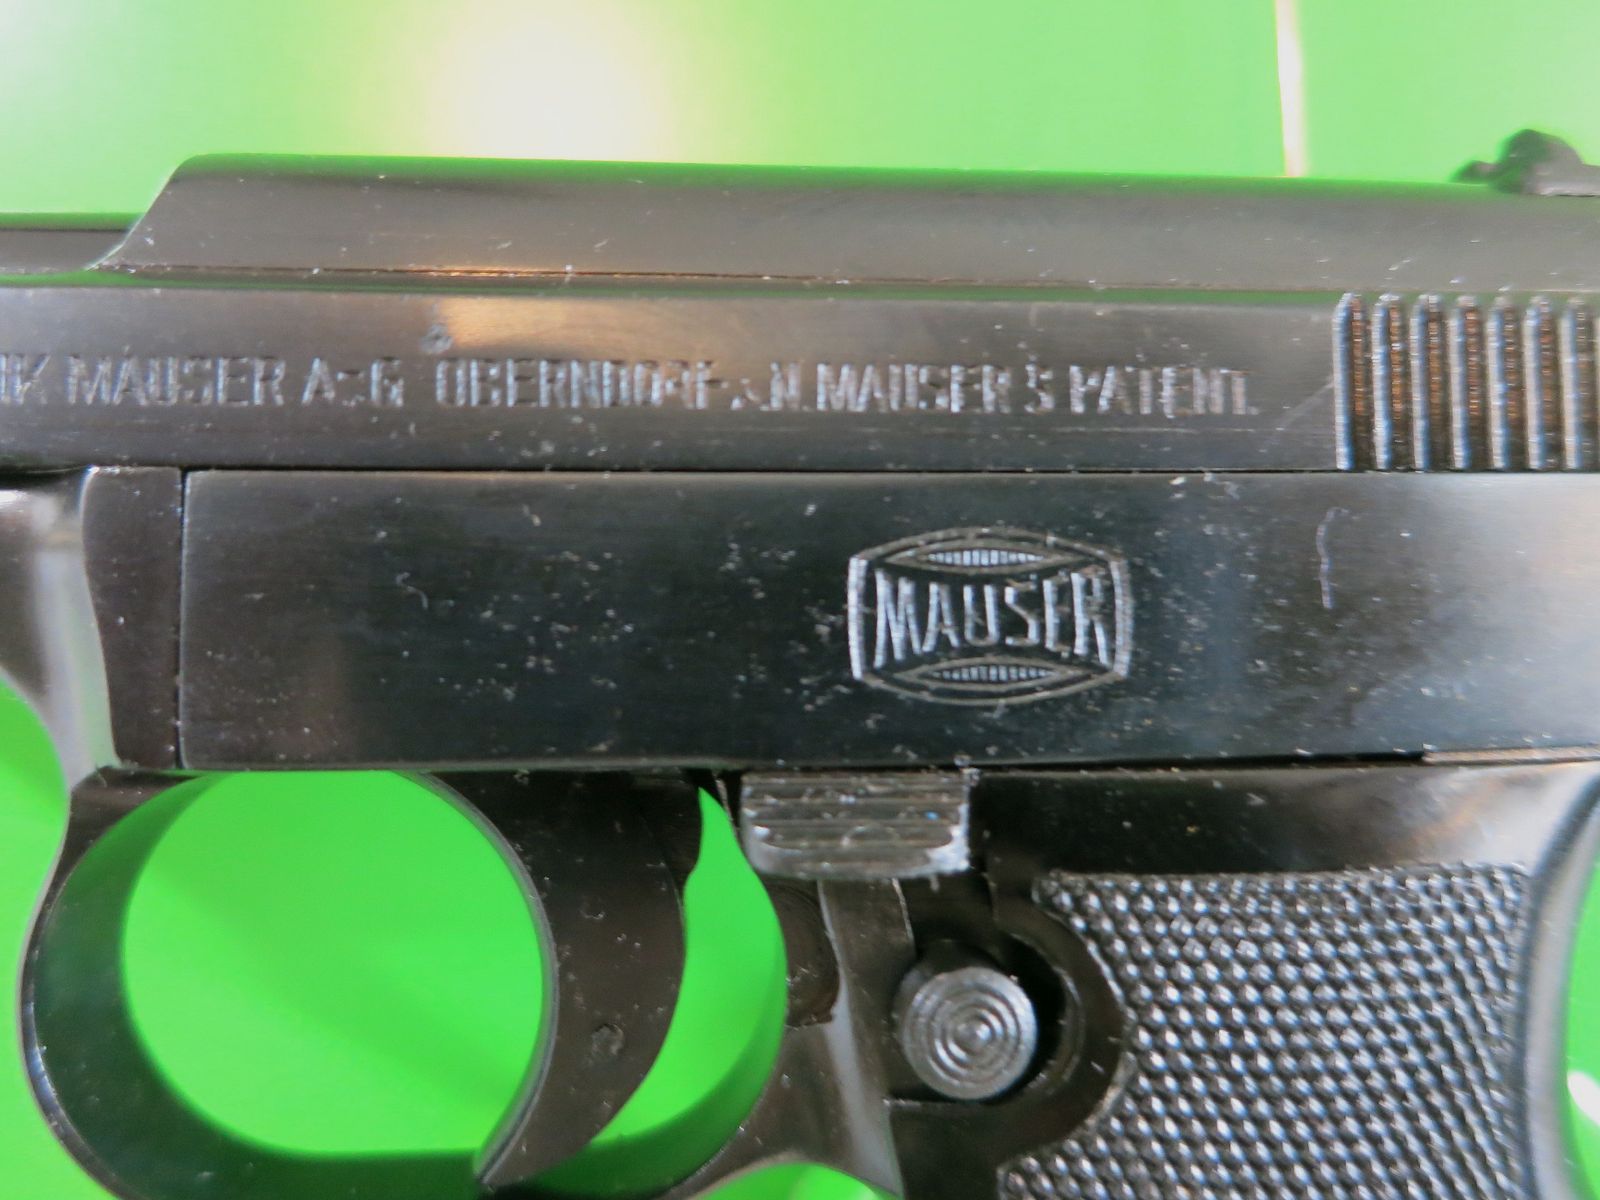 MAUSER A:G OBERNDORF a.N. MAUSER'S PATENT.
MAUSER